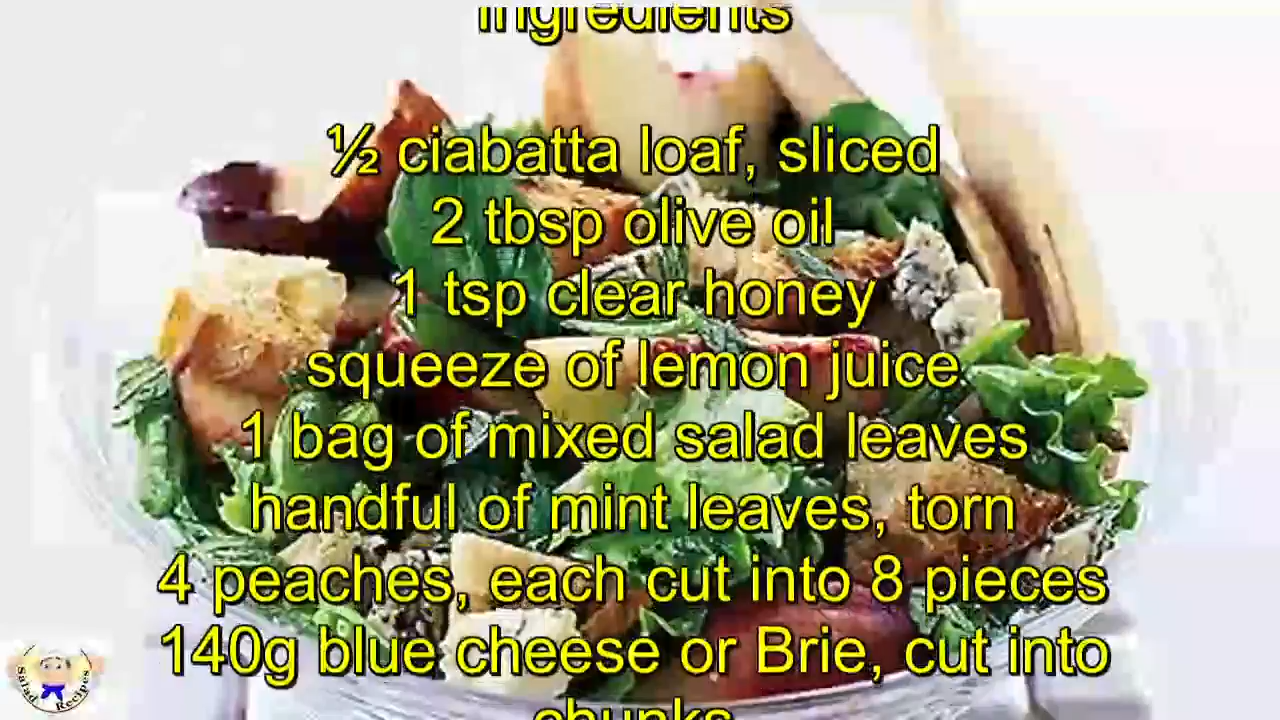 Ingredients
½ ciabatta loaf, sliced
2 tbsp olive oil
1 tsp clear honey
squeeze of lemon juice
1 bag of mixed salad leaves
handful of mint leaves, torn
4 peaches, each cut into 8 pieces
140g blue cheese or Brie, cut into
chunks
Salad Recipes